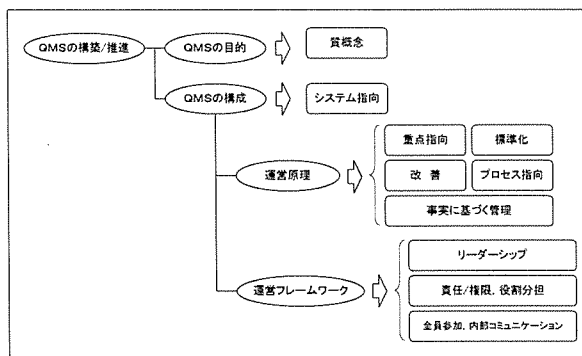 QMSの構築/推進
QMSの目的
質概念
QMSの構成
システム指向
運営原理
重点指向
標準化
改善
プロセス指向
事実に基づく管理
運営フレームワーク
リーダーシップ
責任/権限、役割分担
全員参加、内部コミュニケーション